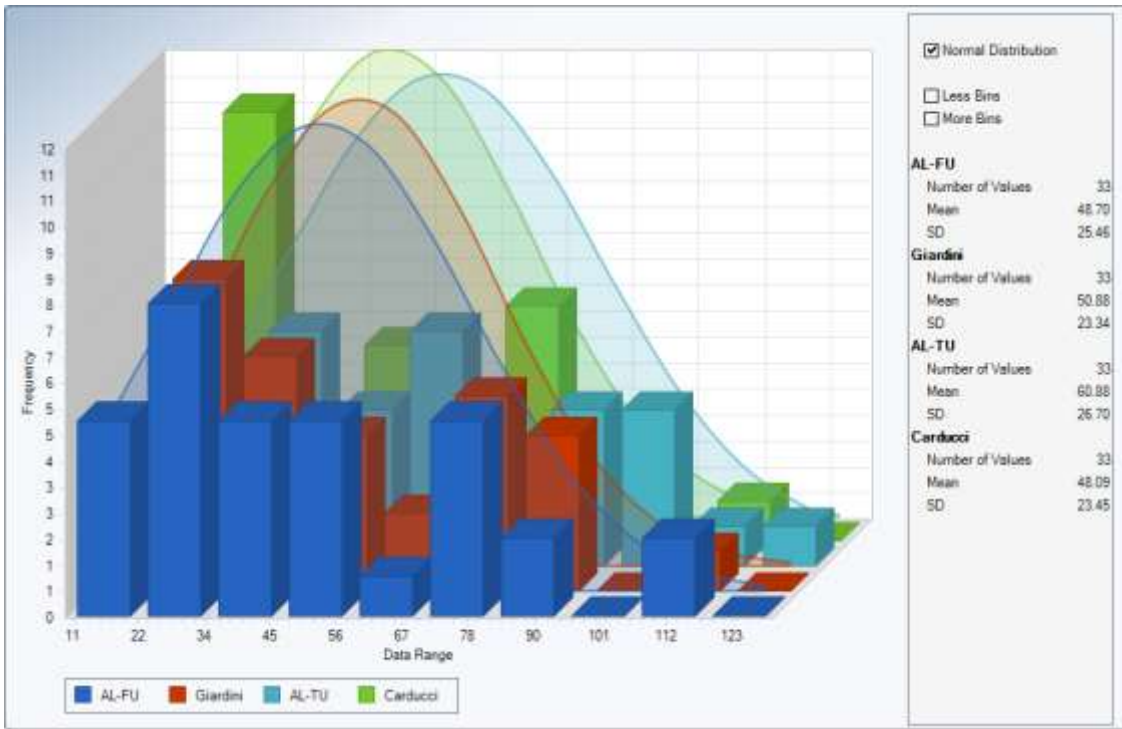 Normal Distribution
Less Bins
More Bins
12
11
11
10
9
9
8
7
7
6
5
5
4
3
3
2
1
1
0
Frequency
11 22 34 45 56 67 78 90 101 112 123
Data Range
AL-FU Giardini AL-TU Carducci
AL-FU
Number of Values 33
Mean 48.70
SD 25.46
Giardini
Number of Values 33
Mean 50.88
SD 23.34
AL-TU
Number of Values 33
Mean 60.88
SD 26.70
Carducci
Number of Values 33
Mean 48.09
SD 23.45